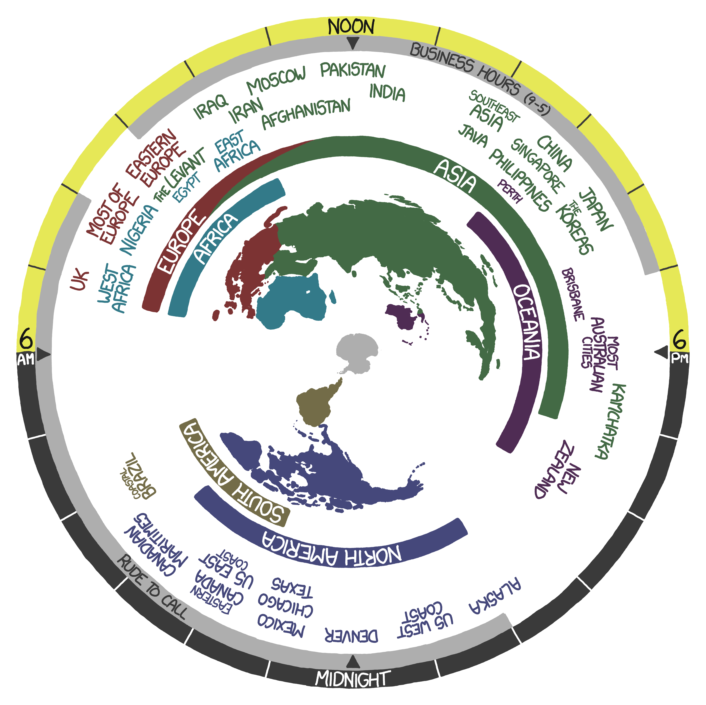 NOON
BUSINESS HOURS (9-5)
MOSCOW
PAKISTAN
IRAQ
IRAN
INDIA
AFGHANISTAN
SOUTHEAST
ASIA
CHINA
SINGAPORE
JAVA
PHILIPPINES
PERTH
JAPAN
THE
KOREAS
EASTERN
EUROPE
THE LEVANT
EGYPT
EAST
AFRICA
MOST OF
EUROPE
NIGERIA
UK
WEST
AFRICA
EUROPE
AFRICA
ASIA
OCEANIA
BRISBANE
MOST
AUSTRALIAN
CITIES
KAMCHATKA
NEW
ZEALAND
6
AM
6
PM
COASTAL
BRAZIL
SOUTH AMERICA
NORTH AMERICA
CANADIAN
MARITIMES
US EAST
COAST
EASTERN
CANADA
TEXAS
CHICAGO
MEXICO
DENVER
US WEST
COAST
ALASKA
RUDE TO CALL
MIDNIGHT